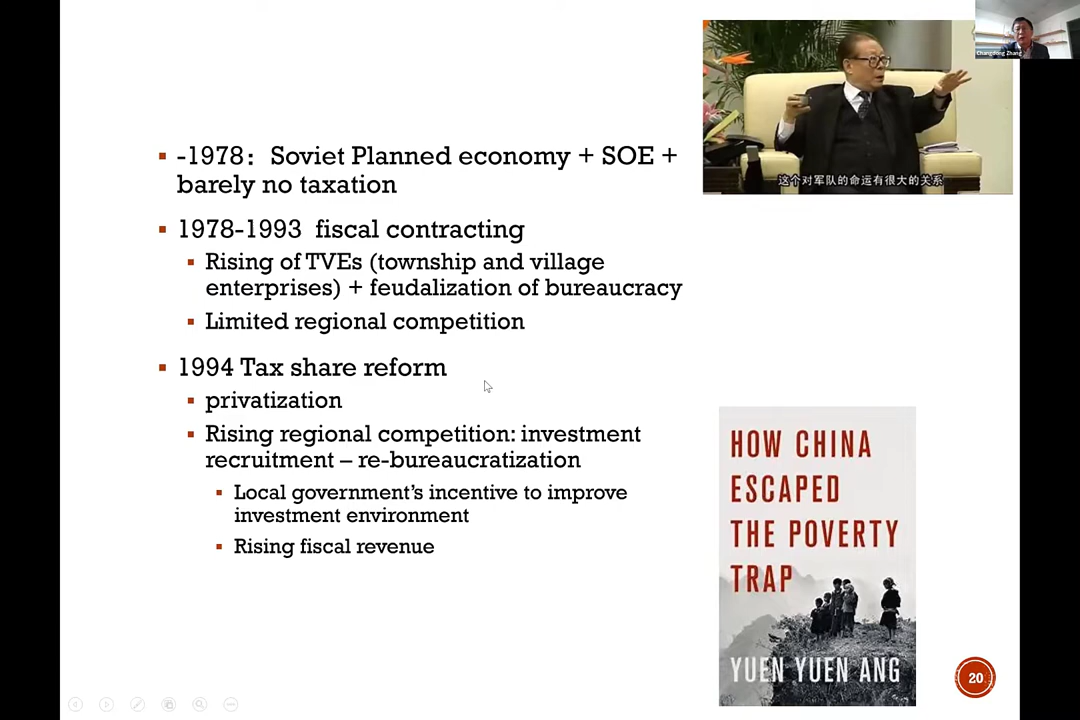 Changdong Zhang
这个对军队的命运有很大的关系
-1978：Soviet Planned economy + SOE +
barely no taxation
1978-1993 fiscal contracting
Rising of TVEs (township and village
enterprises) + feudalization of bureaucracy
Limited regional competition
1994 Tax share reform
privatization
Rising regional competition: investment
recruitment – re-bureaucratization
Local government's incentive to improve
investment environment
Rising fiscal revenue
HOW CHINA
ESCAPED
THE POVERTY
TRAP
YUEN YUEN ANG
20